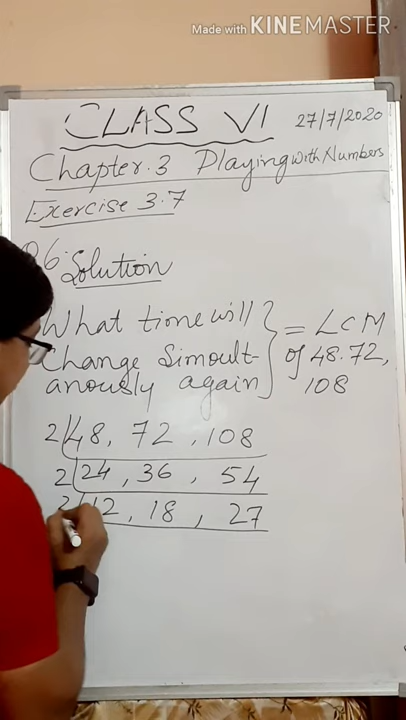 Made with KINEMASTER
CLASS VI 27/7/2020
Chapter.3 Playing with Numbers
Exercise 3.7
Q6. Solution
What time will
Change Simoult-
anously again
= LCM
of 48.72,
108
2 48, 72, 108
2 24, 36, 54
2 12, 18, 27